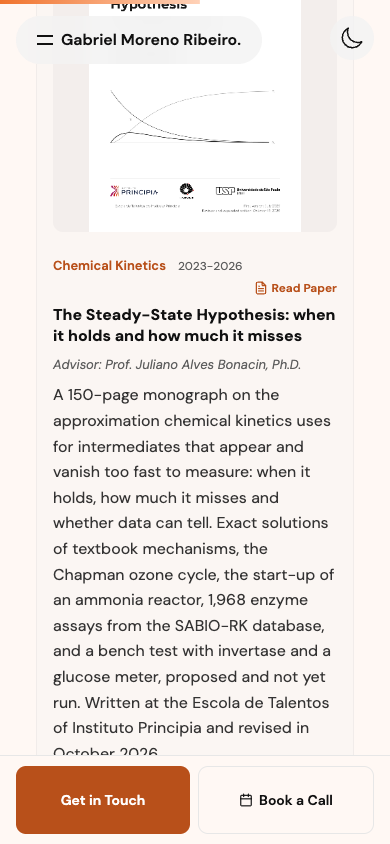 Hypothesis
Gabriel Moreno Ribeiro.
PRINCIPIA
USP Universidade de São Paulo
Chemical Kinetics 2023-2026
Read Paper
The Steady-State Hypothesis: when
it holds and how much it misses
Advisor: Prof. Juliano Alves Bonacin, Ph.D.
A 150-page monograph on the
approximation chemical kinetics uses
for intermediates that appear and
vanish too fast to measure: when it
holds, how much it misses and
whether data can tell. Exact solutions
of textbook mechanisms, the
Chapman ozone cycle, the start-up of
an ammonia reactor, 1,968 enzyme
assays from the SABIO-RK database,
and a bench test with invertase and a
glucose meter, proposed and not yet
run. Written at the Escola de Talentos
of Instituto Principia and revised in
October 2026.
Get in Touch
Book a Call